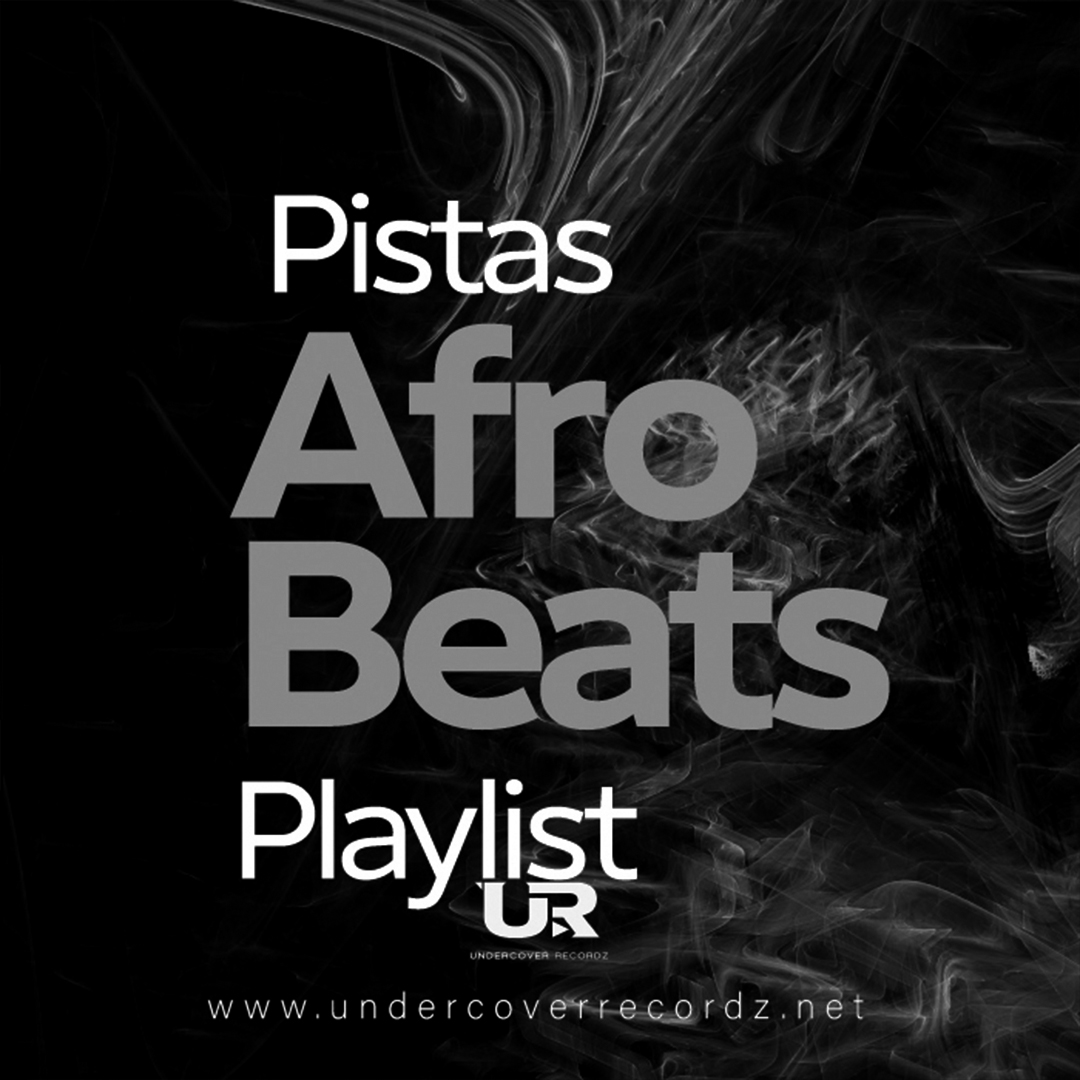 Pistas
Afro
Beats
Playlist
UR
UNDERCOVER RECORDZ
www.undercoverrecordz.net